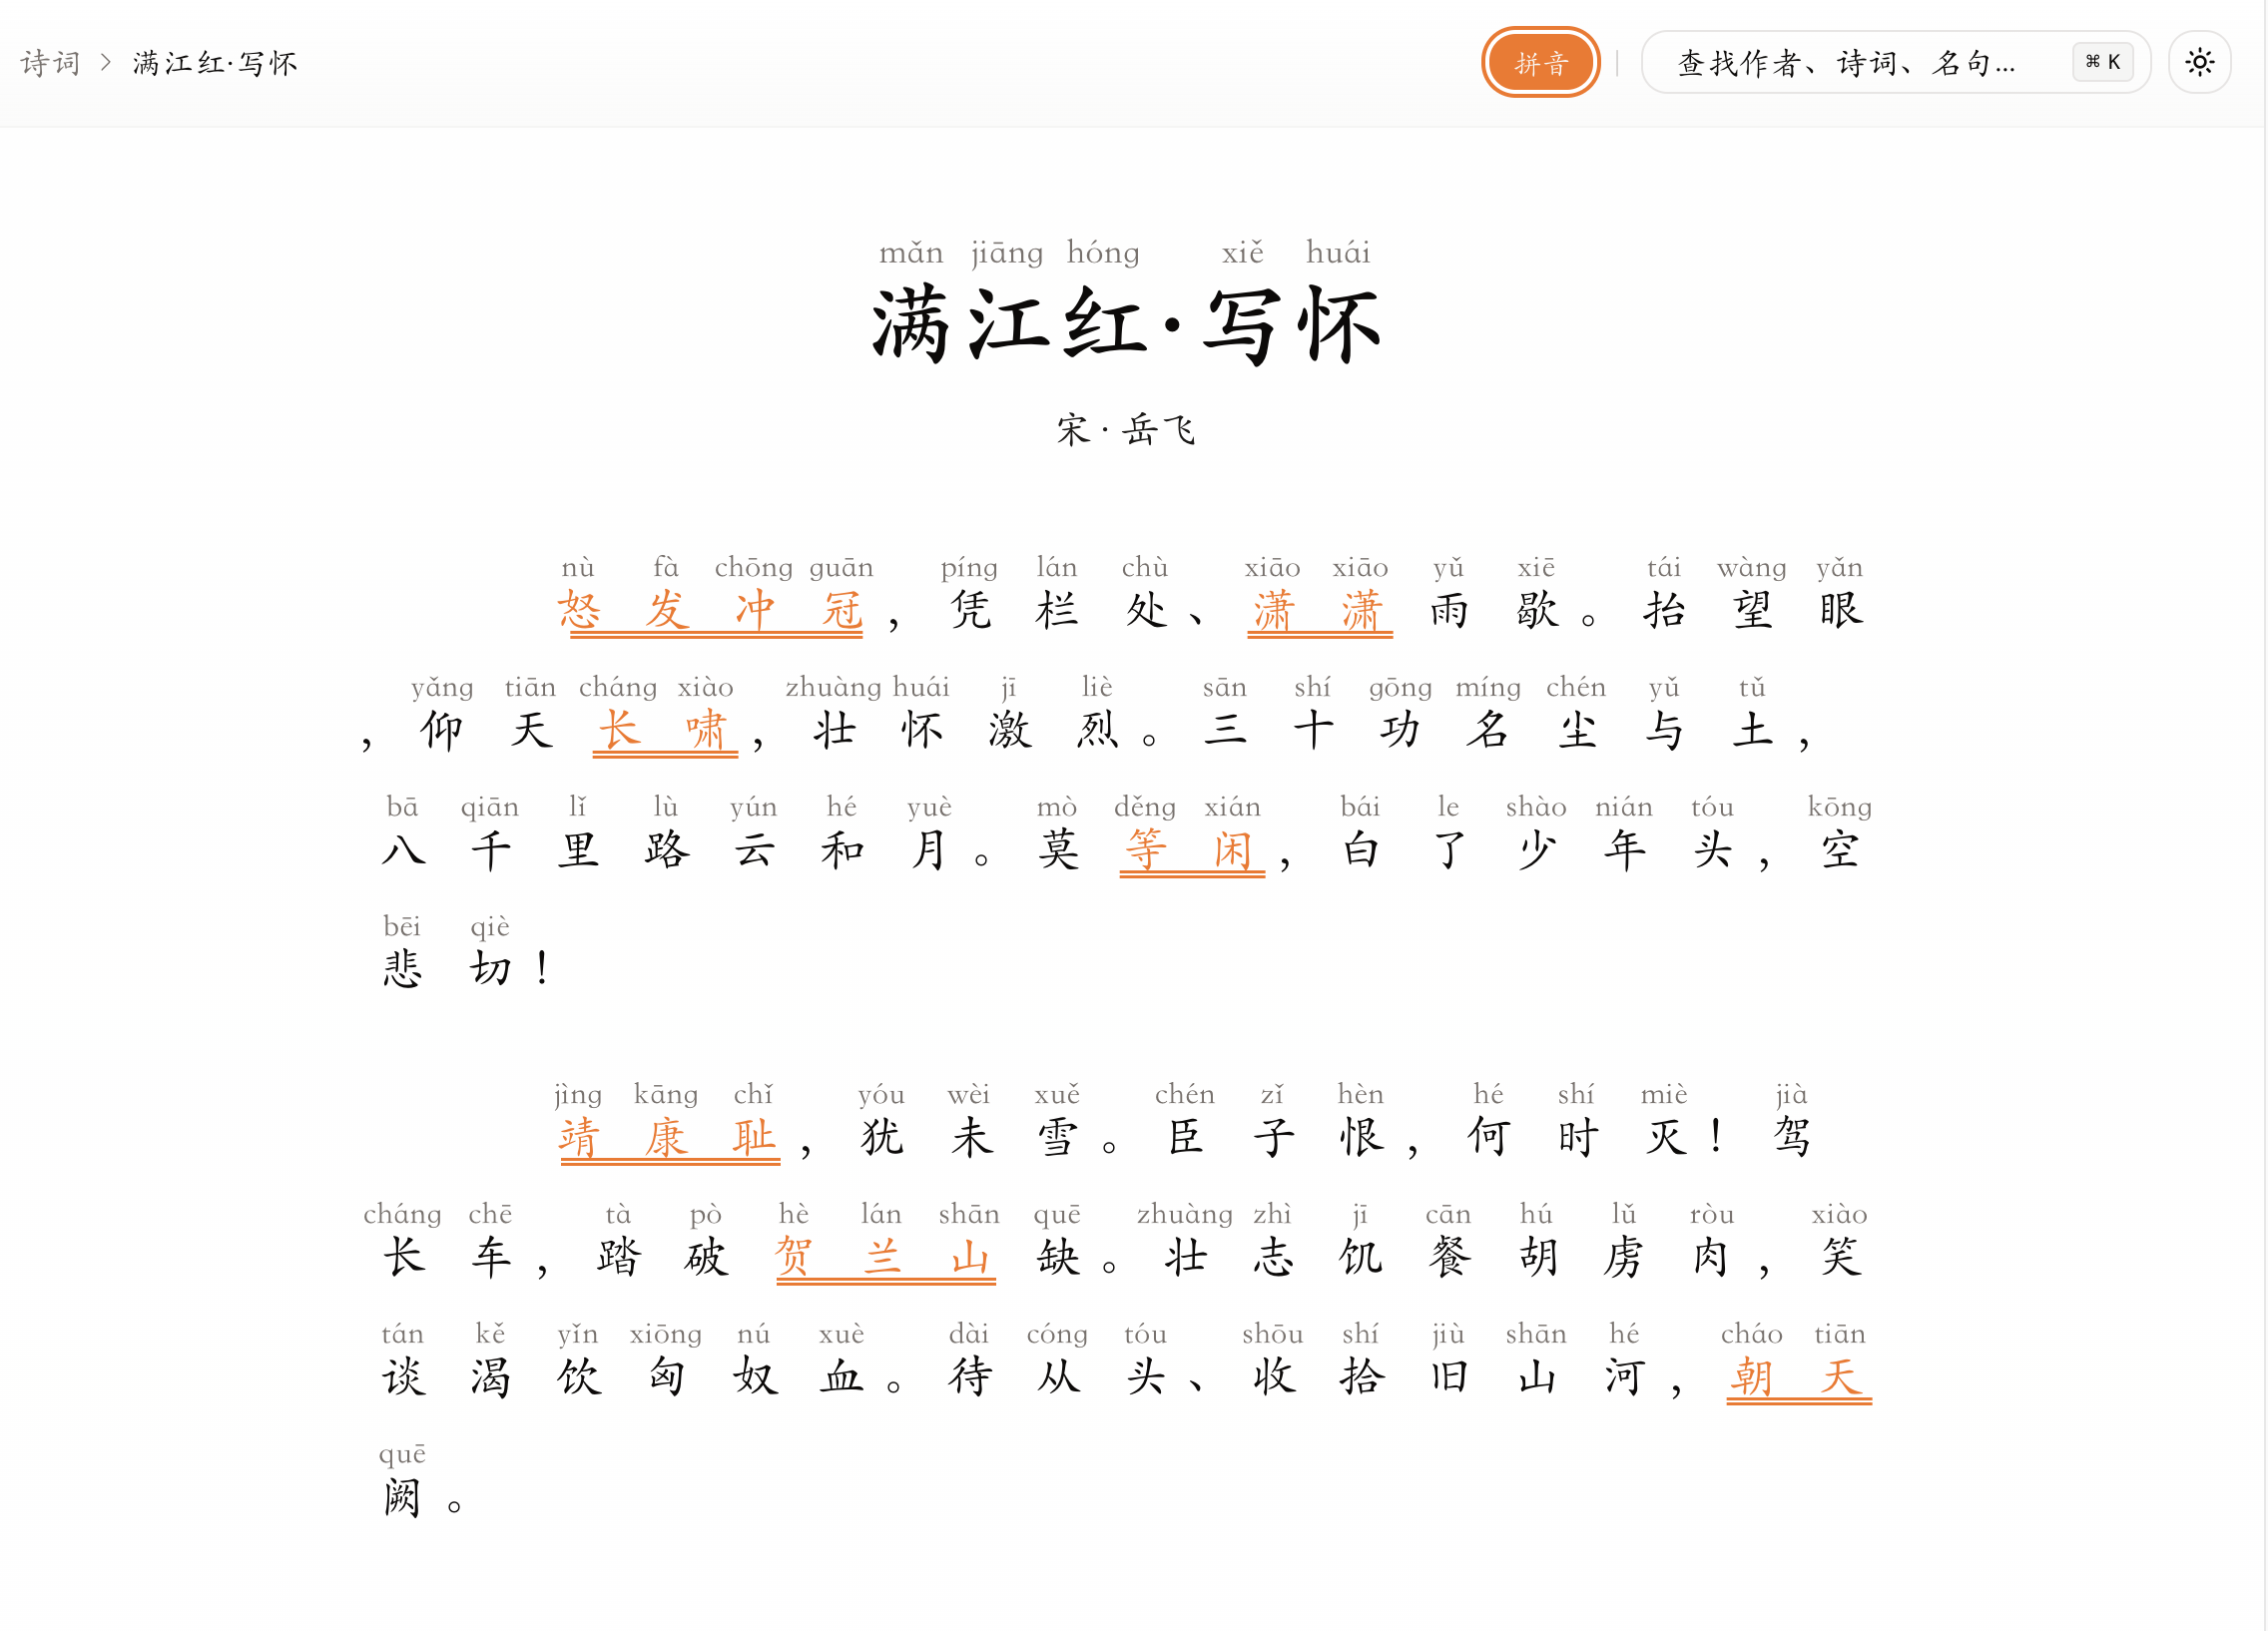 诗词 > 满江红·写怀
拼音
查找作者、诗词、名句...
⌘ K
mǎn jiāng hóng xiě huái
满江红·写怀
宋·岳飞
nù fà chōng guān píng lán chù xiāo xiāo yǔ xiē tái wàng yǎn
怒发冲冠，凭栏处、潇潇雨歇。抬望眼
yǎng tiān cháng xiào zhuàng huái jī liè sān shí gōng míng chén yǔ tǔ
，仰天长啸，壮怀激烈。三十功名尘与土，
bā qiān lǐ lù yún hé yuè mò děng xián bái le shào nián tóu kōng
八千里路云和月。莫等闲，白了少年头，空
bēi qiè
悲切！
jìng kāng chǐ yóu wèi xuě chén zǐ hèn hé shí miè jià
靖康耻，犹未雪。臣子恨，何时灭！驾
cháng chē tà pò hè lán shān quē zhuàng zhì jī cān hú lǔ ròu xiào
长车，踏破贺兰山缺。壮志饥餐胡虏肉，笑
tán kě yǐn xiōng nú xuè dài cóng tóu shōu shí jiù shān hé cháo tiān
谈渴饮匈奴血。待从头、收拾旧山河，朝天
quē
阙。